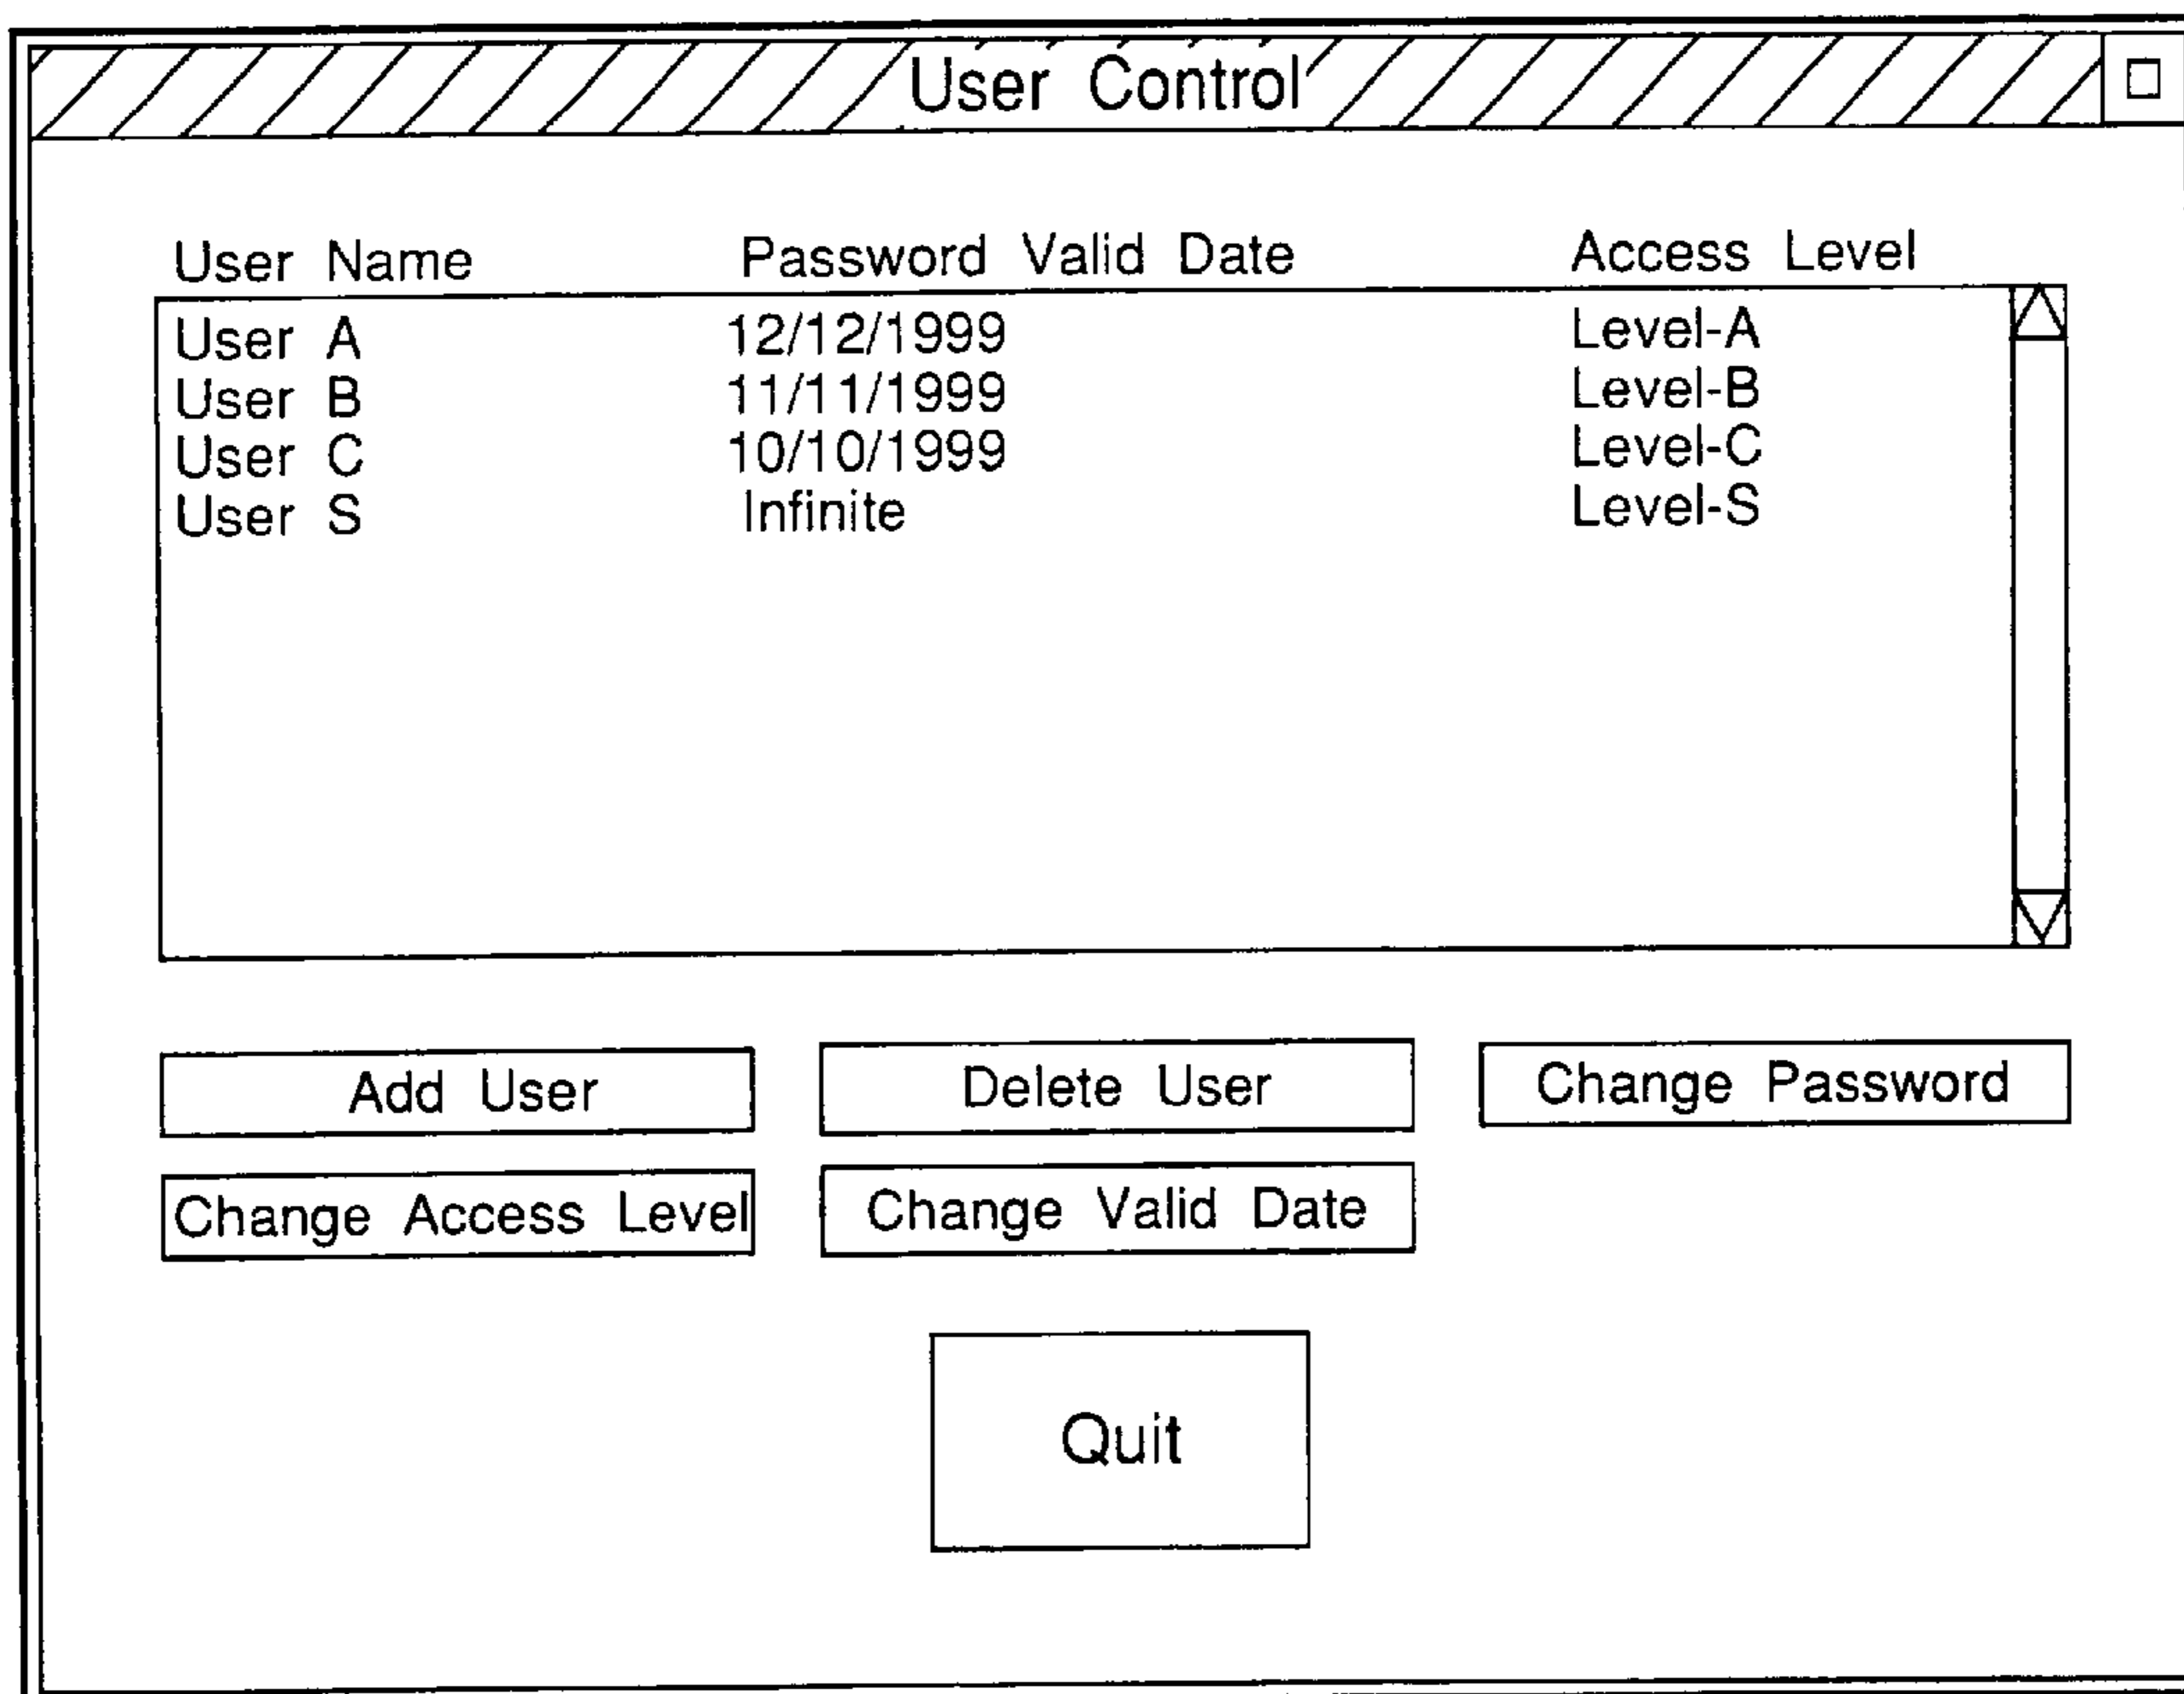 User Control
User Name Password Valid Date Access Level
User A 12/12/1999 Level-A
User B 11/11/1999 Level-B
User C 10/10/1999 Level-C
User S Infinite Level-S
Add User Delete User Change Password
Change Access Level Change Valid Date
Quit